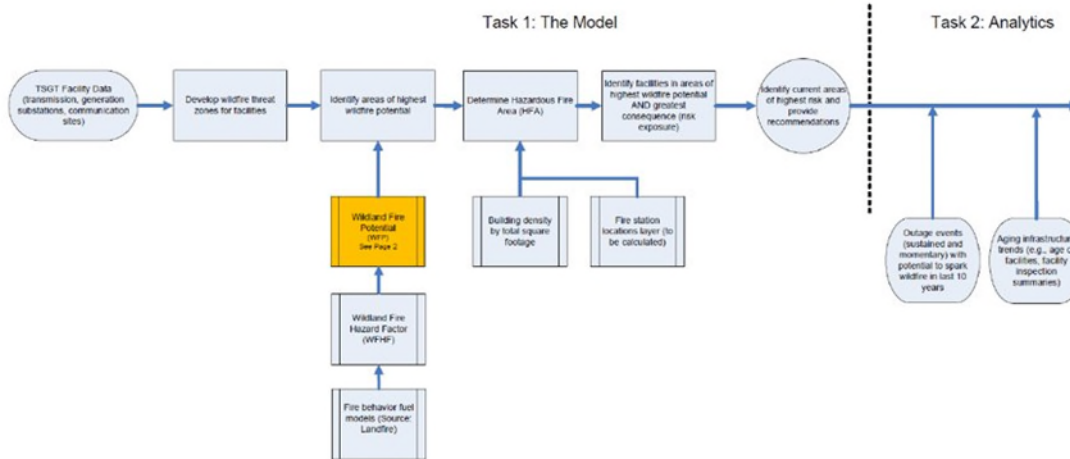 Task 1: The Model
Task 2: Analytics
TSGT Facility Data
(transmission, generation
substations, communication
sites)
Develop wildfire threat
zones for facilities
Identify areas of highest
wildfire potential
Determine Hazardous Fire
Area (HFA)
Identify facilities in areas of
highest wildfire potential
AND greatest
consequence (risk
exposure)
Identify current areas
of highest risk and
provide
recommendations
Wildland Fire
Potential
(WFP)
See Page 2
Building density
by total square
footage
Fire station
locations layer (to
be calculated)
Outage events
(sustained and
momentary) with
potential to spark
wildfire in last 10
years
Aging infrastructur
trends (e.g., age o
facilities, facility
inspection
summaries)
Wildland Fire
Hazard Factor
(WFHF)
Fire behavior fuel
models (Source:
Landfire)